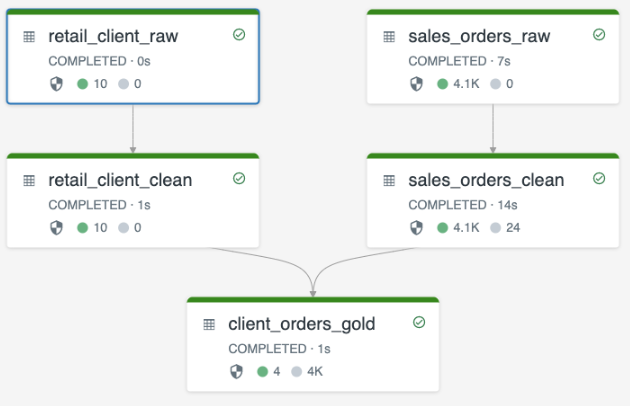 retail_client_raw
COMPLETED · 0s
10 0
sales_orders_raw
COMPLETED · 7s
4.1K 0
retail_client_clean
COMPLETED · 1s
10 0
sales_orders_clean
COMPLETED · 14s
4.1K 24
client_orders_gold
COMPLETED · 1s
4 4K